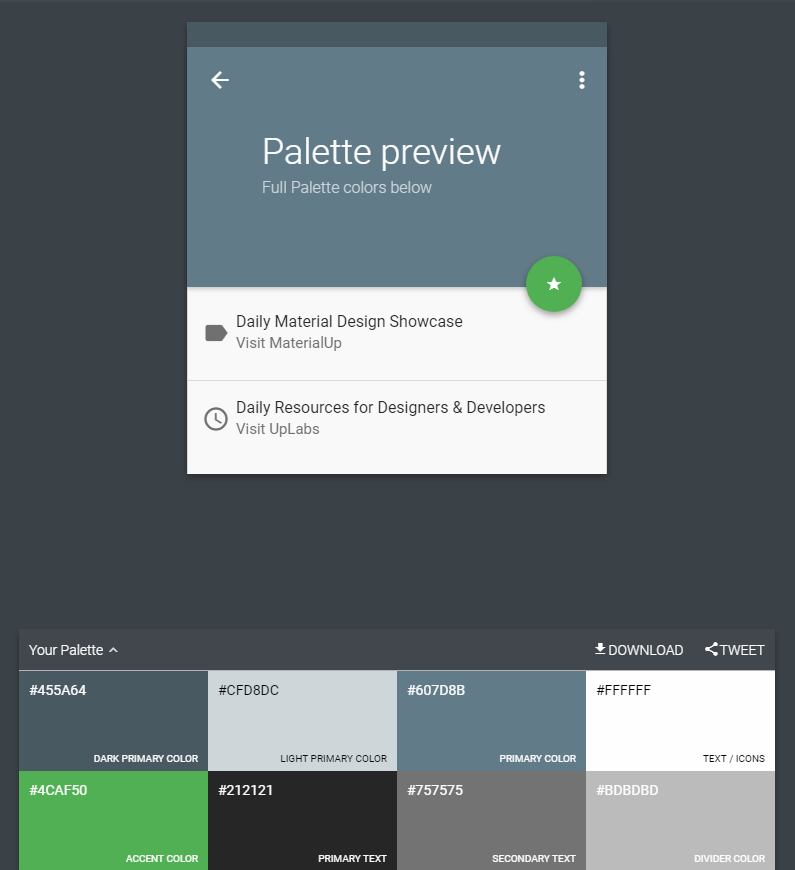 Palette preview
Full Palette colors below
Daily Material Design Showcase
Visit MaterialUp
Daily Resources for Designers & Developers
Visit UpLabs
Your Palette DOWNLOAD TWEET
#455A64 #CFD8DC #607D8B #FFFFFF
DARK PRIMARY COLOR LIGHT PRIMARY COLOR PRIMARY COLOR TEXT / ICONS
#4CAF50 #212121 #757575 #BDBDBD
ACCENT COLOR PRIMARY TEXT SECONDARY TEXT DIVIDER COLOR